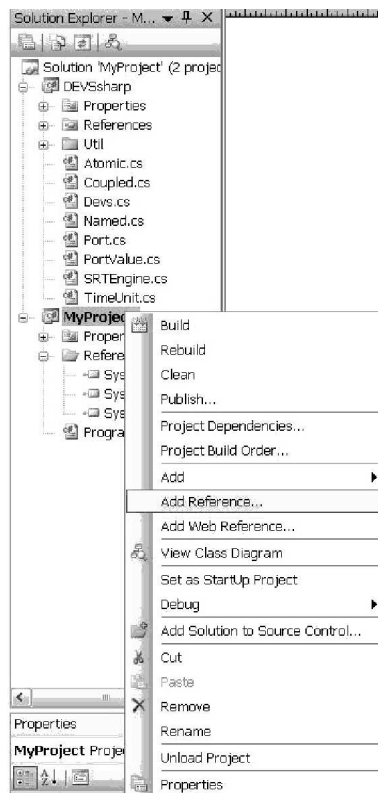 Solution Explorer - M...
Solution 'MyProject' (2 projec
DEVSsharp
Properties
References
Util
Atomic.cs
Coupled.cs
Devs.cs
Named.cs
Port.cs
PortValue.cs
SRTEngine.cs
TimeUnit.cs
MyProjec
Proper
Refere
Sys
Sys
Sys
Progra
Build
Rebuild
Clean
Publish...
Project Dependencies...
Project Build Order...
Add
Add Reference...
Add Web Reference...
View Class Diagram
Set as StartUp Project
Debug
Add Solution to Source Control...
Cut
Paste
Remove
Rename
Unload Project
Properties
Properties
MyProject Proje